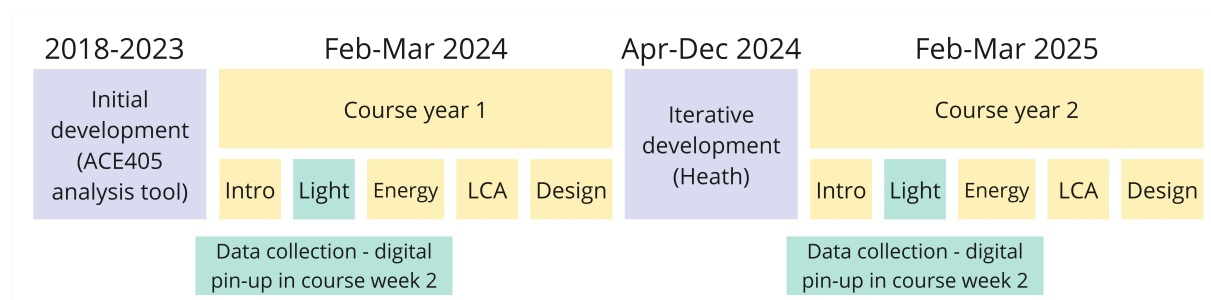 2018-2023
Feb-Mar 2024
Apr-Dec 2024
Feb-Mar 2025
Initial
development
(ACE405
analysis tool)
Course year 1
Intro
Light
Energy
LCA
Design
Iterative
development
(Heath)
Course year 2
Intro
Light
Energy
LCA
Design
Data collection - digital
pin-up in course week 2
Data collection - digital
pin-up in course week 2